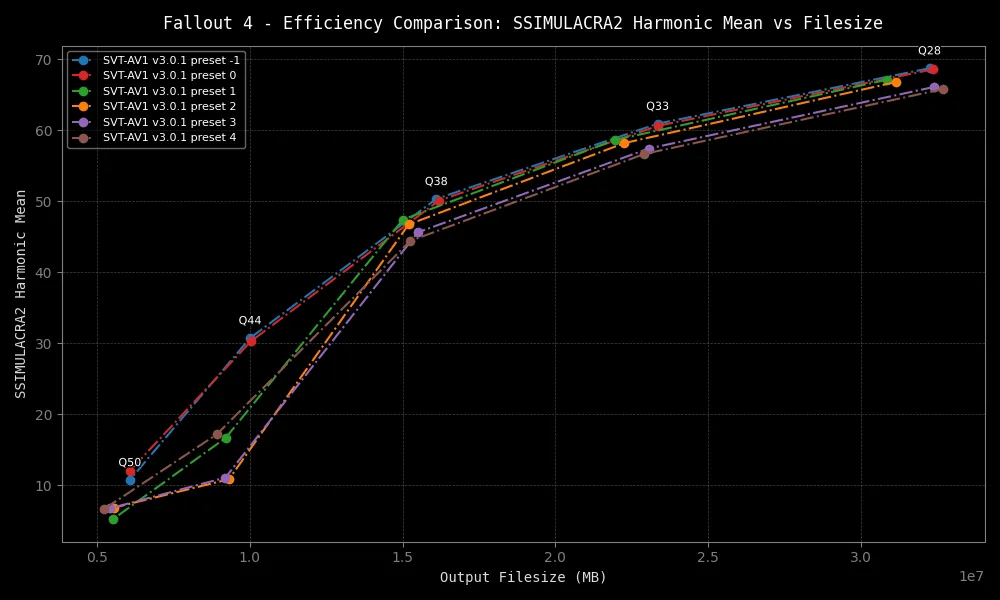 Fallout 4 - Efficiency Comparison: SSIMULACRA2 Harmonic Mean vs Filesize
SVT-AV1 v3.0.1 preset -1
SVT-AV1 v3.0.1 preset 0
SVT-AV1 v3.0.1 preset 1
SVT-AV1 v3.0.1 preset 2
SVT-AV1 v3.0.1 preset 3
SVT-AV1 v3.0.1 preset 4
Q28
Q33
Q38
Q44
Q50
SSIMULACRA2 Harmonic Mean
70
60
50
40
30
20
10
0.5
1.0
1.5
2.0
2.5
3.0
1e7
Output Filesize (MB)